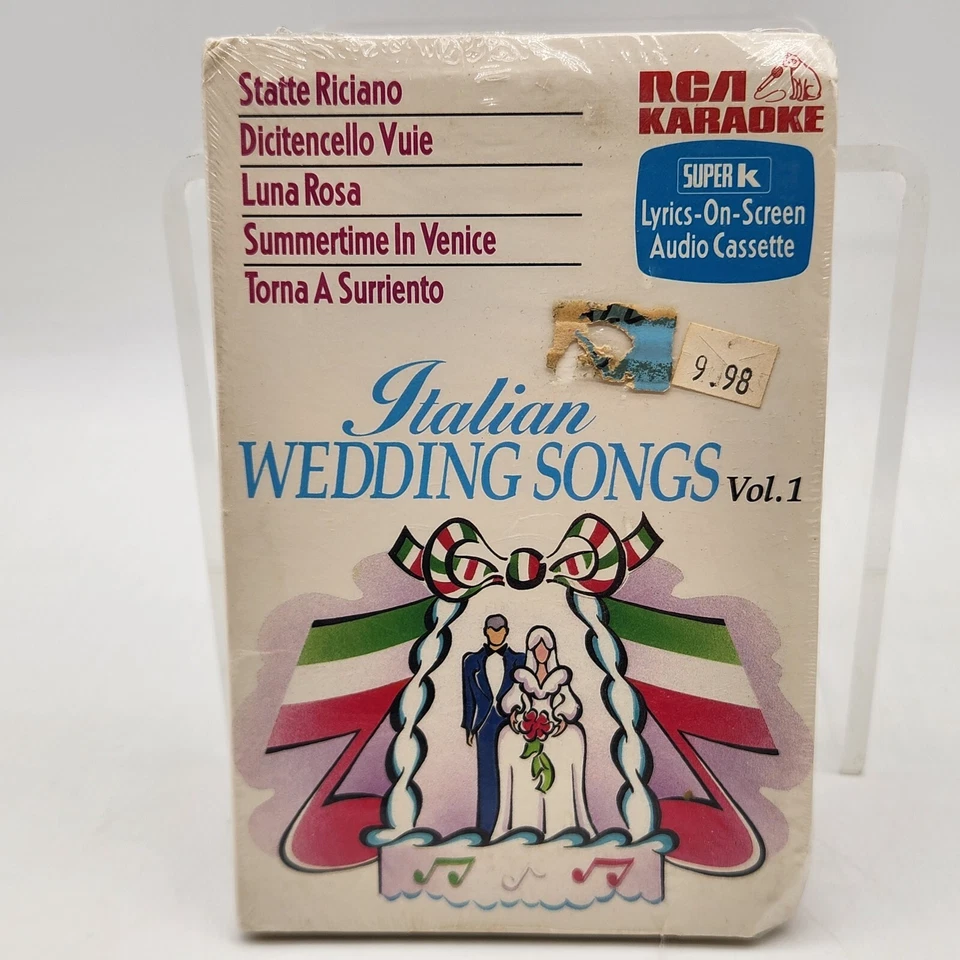 Statte Riciano
Dicitencello Vuie
Luna Rosa
Summertime In Venice
Torna A Surriento
RCA
KARAOKE
SUPER k
Lyrics-On-Screen
Audio Cassette
9.98
Italian
WEDDING SONGS Vol.1